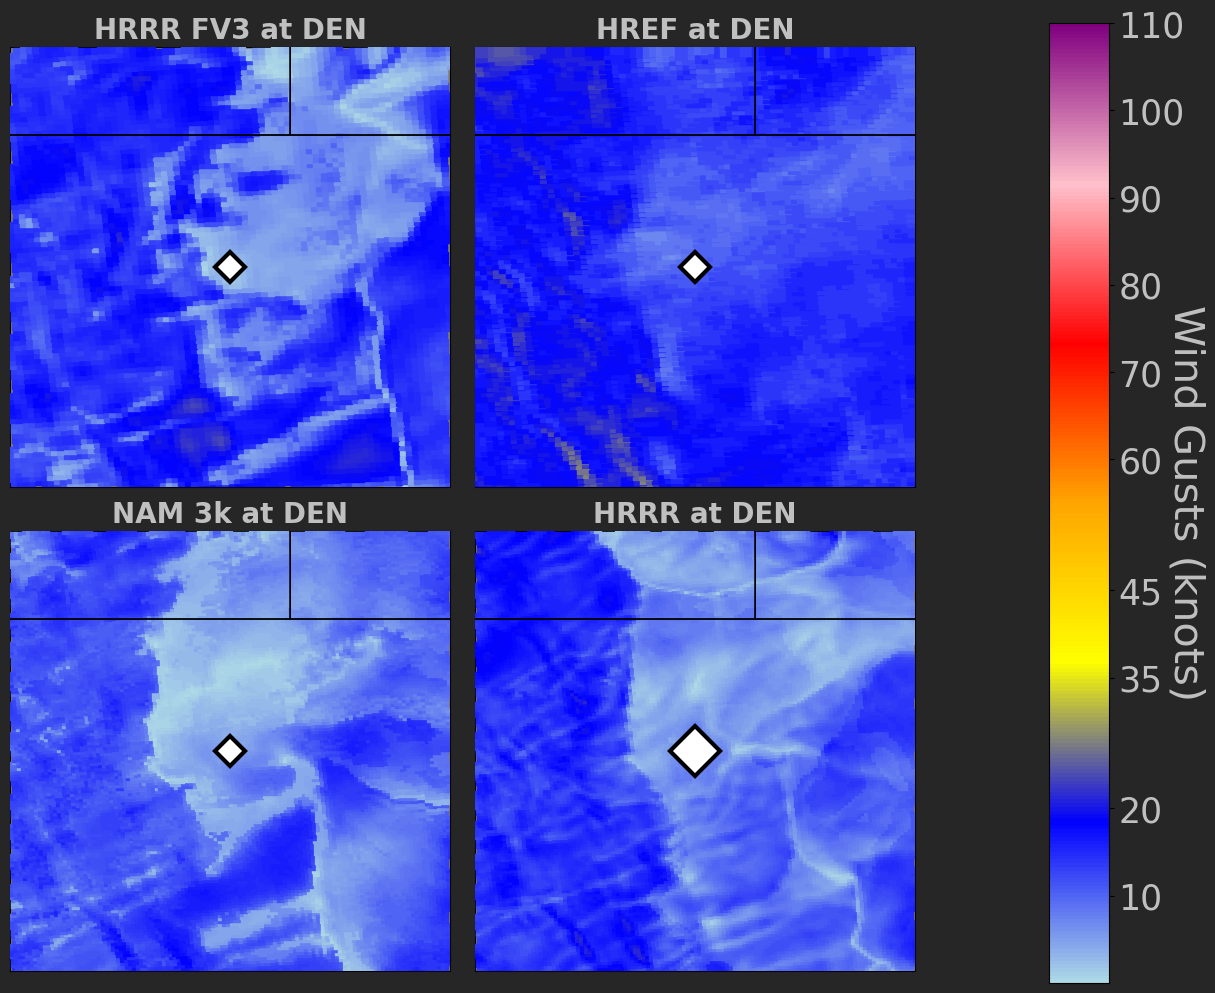 HRRR FV3 at DEN
HREF at DEN
NAM 3k at DEN
HRRR at DEN
110
100
90
80
70
60
45
35
20
10
Wind Gusts (knots)